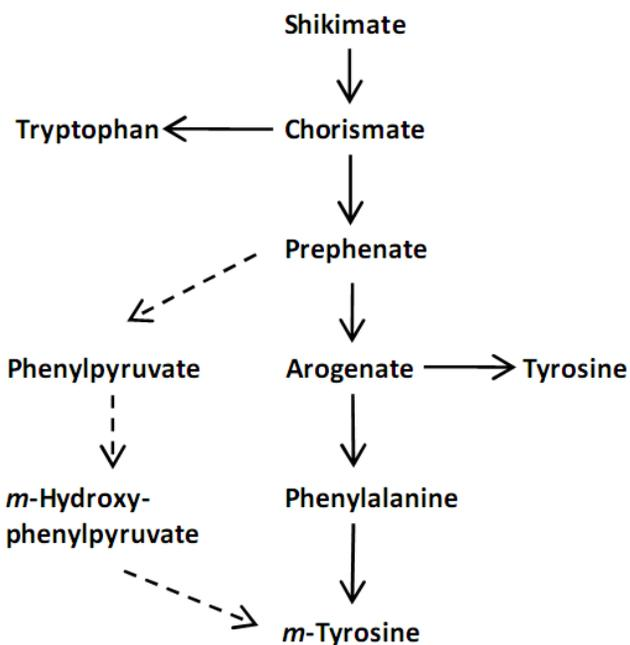 Shikimate
Tryptophan Chorismate
Prephenate
Phenylpyruvate Arogenate Tyrosine
m-Hydroxy-
phenylpyruvate
Phenylalanine
m-Tyrosine